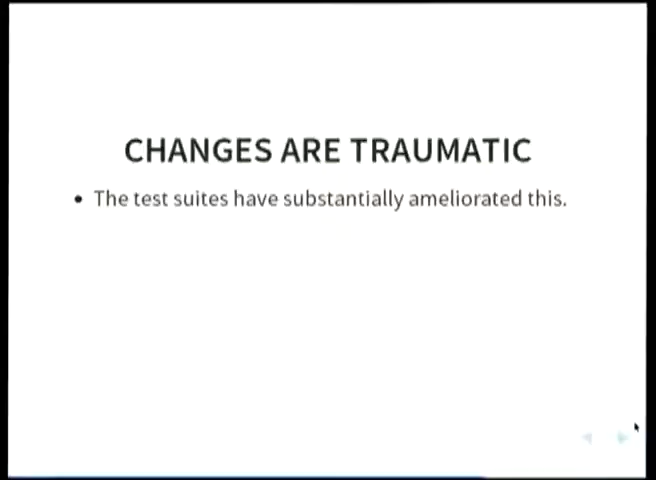 CHANGES ARE TRAUMATIC
• The test suites have substantially ameliorated this.